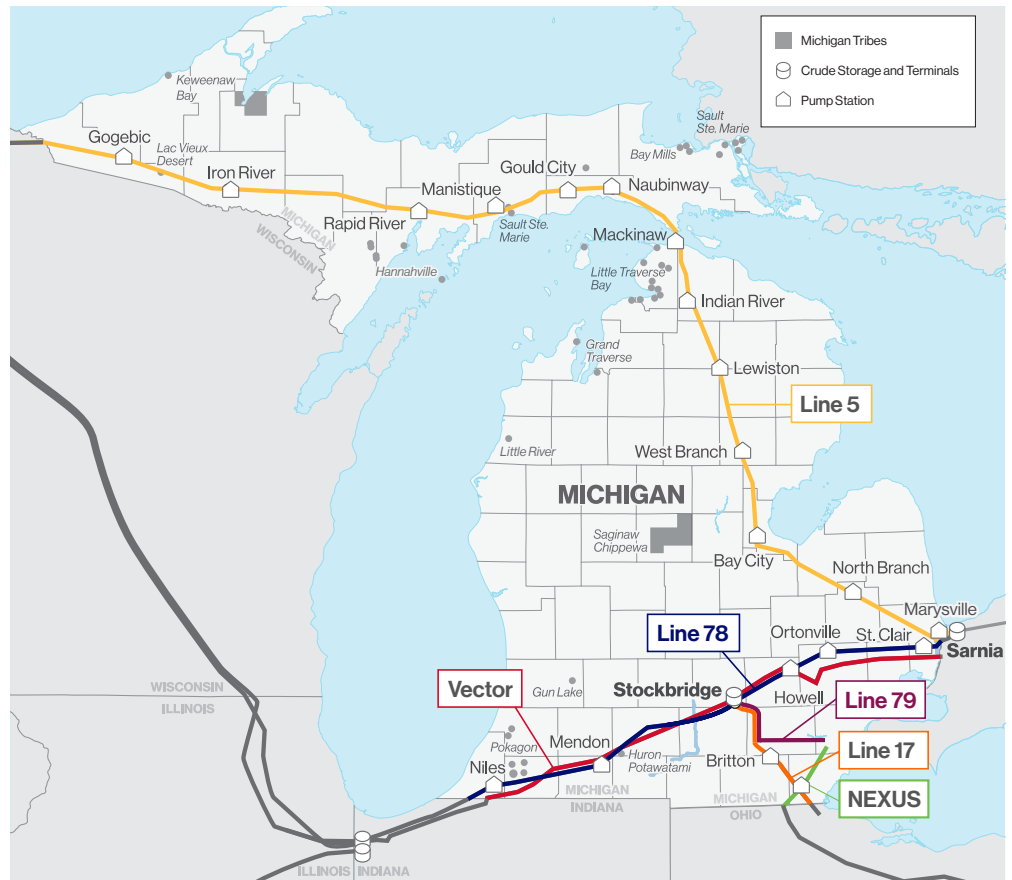 Michigan Tribes
Crude Storage and Terminals
Pump Station
Keweenaw
Bay
Sault
Ste. Marie
Gogebic
Lac Vieux
Desert
Bay Mills
Iron River
Gould City
Manistique
Naubinway
MICHIGAN
WISCONSIN
Rapid River
Sault Ste.
Marie
Mackinaw
Hannahville
Little Traverse
Bay
Indian River
Grand
Traverse
Lewiston
Line 5
Little River
West Branch
MICHIGAN
Saginaw
Chippewa
Bay City
North Branch
Marysville
Line 78
Ortonville
St. Clair
Sarnia
WISCONSIN
ILLINOIS
Vector
Gun Lake
Stockbridge
Howell
Line 79
Pokagon
Mendon
Huron
Potawatami
Britton
Line 17
Niles
MICHIGAN
INDIANA
MICHIGAN
OHIO
NEXUS
ILLINOIS
INDIANA